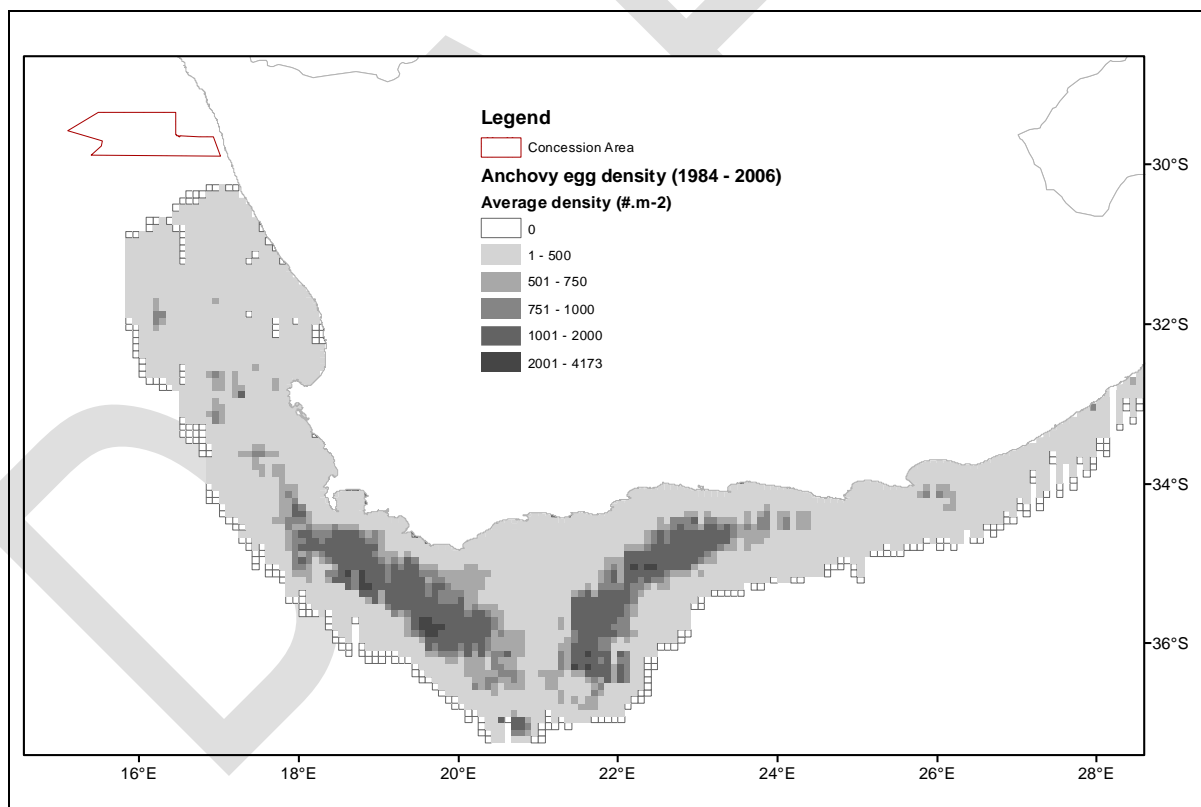 Legend
Concession Area
Anchovy egg density (1984 - 2006)
Average density (#.m-2)
0
1 - 500
501 - 750
751 - 1000
1001 - 2000
2001 - 4173
30°S
32°S
34°S
36°S
16°E 18°E 20°E 22°E 24°E 26°E 28°E